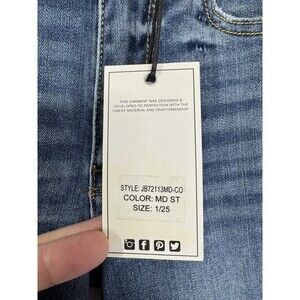 THIS GARMENT WAS DESIGNED &
DEVELOPED TO PERFECTION WITH THE
FINEST MATERIAL AND CRAFTSMANSHIP
STYLE: JB72113MD-CO
COLOR: MD ST
SIZE: 1/25